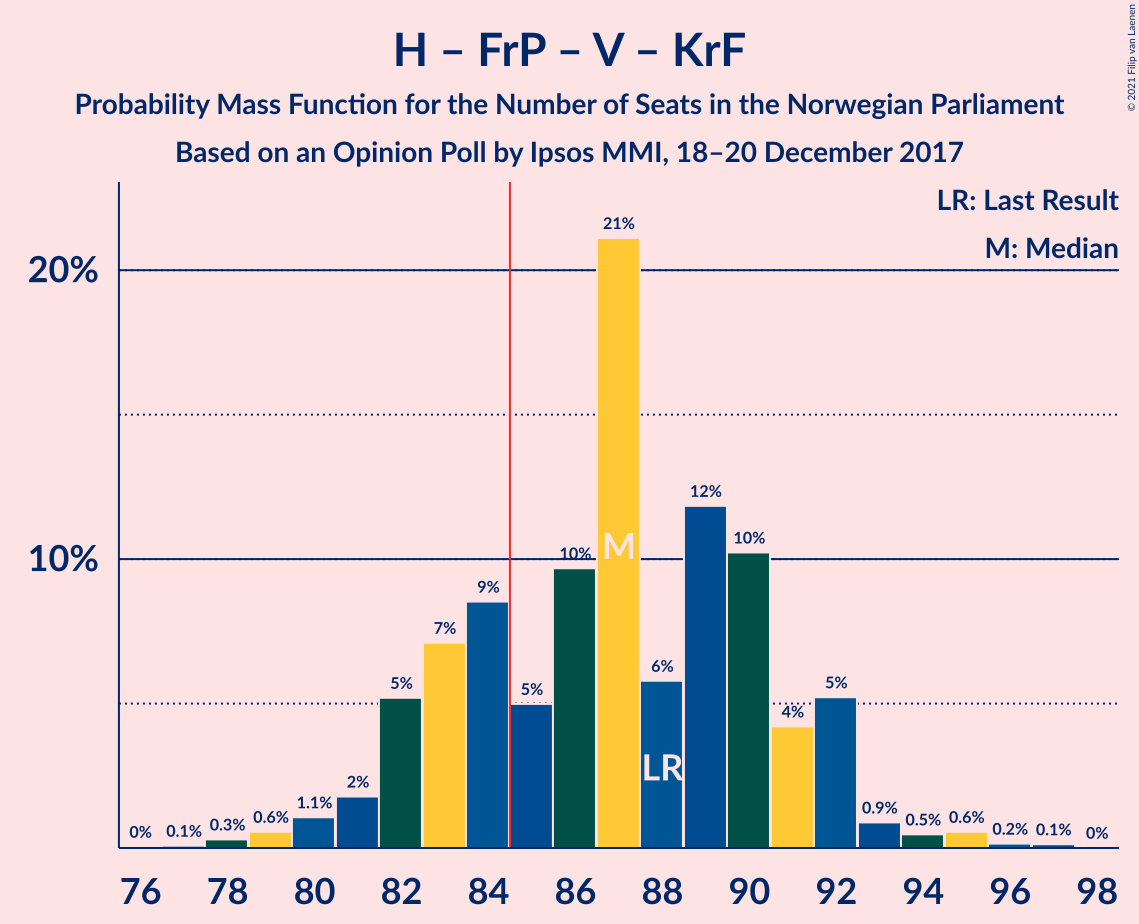 H – FrP – V – KrF
Probability Mass Function for the Number of Seats in the Norwegian Parliament
Based on an Opinion Poll by Ipsos MMI, 18–20 December 2017
© 2021 Filip van Laenen
LR: Last Result
M: Median
20%
10%
0%
0.1%
0.3%
0.6%
1.1%
2%
5%
7%
9%
5%
10%
21%
6%
12%
10%
4%
5%
0.9%
0.5%
0.6%
0.2%
0.1%
0%
M
LR
76 78 80 82 84 86 88 90 92 94 96 98